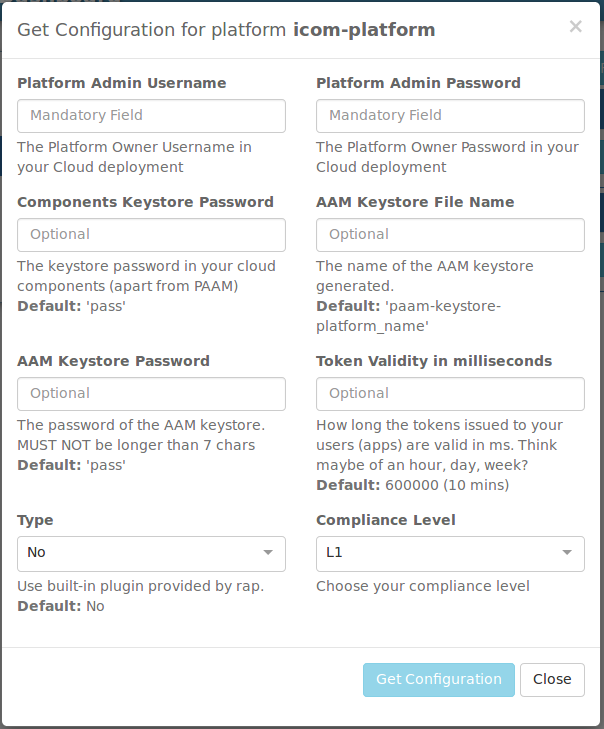 Get Configuration for platform icom-platform
×
Platform Admin Username
Mandatory Field
The Platform Owner Username in
your Cloud deployment
Platform Admin Password
Mandatory Field
The Platform Owner Password in your
Cloud deployment
Components Keystore Password
Optional
The keystore password in your cloud
components (apart from PAAM)
Default: 'pass'
AAM Keystore File Name
Optional
The name of the AAM keystore
generated.
Default: 'paam-keystore-
platform_name'
AAM Keystore Password
Optional
The password of the AAM keystore.
MUST NOT be longer than 7 chars
Default: 'pass'
Token Validity in milliseconds
Optional
How long the tokens issued to your
users (apps) are valid in ms. Think
maybe of an hour, day, week?
Default: 600000 (10 mins)
Type
No
Use built-in plugin provided by rap.
Default: No
Compliance Level
L1
Choose your compliance level
Get Configuration
Close